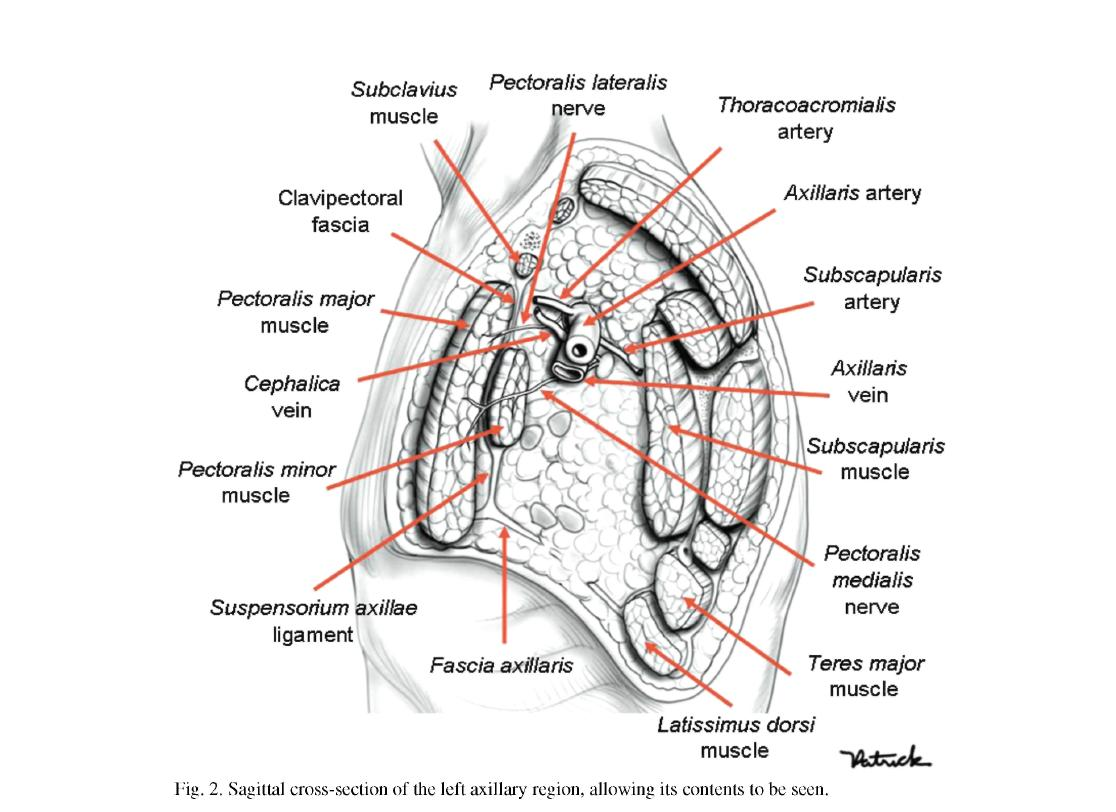 Subclavius
muscle
Pectoralis lateralis
nerve
Thoracoacromialis
artery
Clavipectoral
fascia
Axillaris artery
Pectoralis major
muscle
Subscapularis
artery
Cephalica
vein
Axillaris
vein
Pectoralis minor
muscle
Subscapularis
muscle
Suspensorium axillae
ligament
Pectoralis
medialis
nerve
Fascia axillaris
Teres major
muscle
Latissimus dorsi
muscle
Patrick
Fig. 2. Sagittal cross-section of the left axillary region, allowing its contents to be seen.